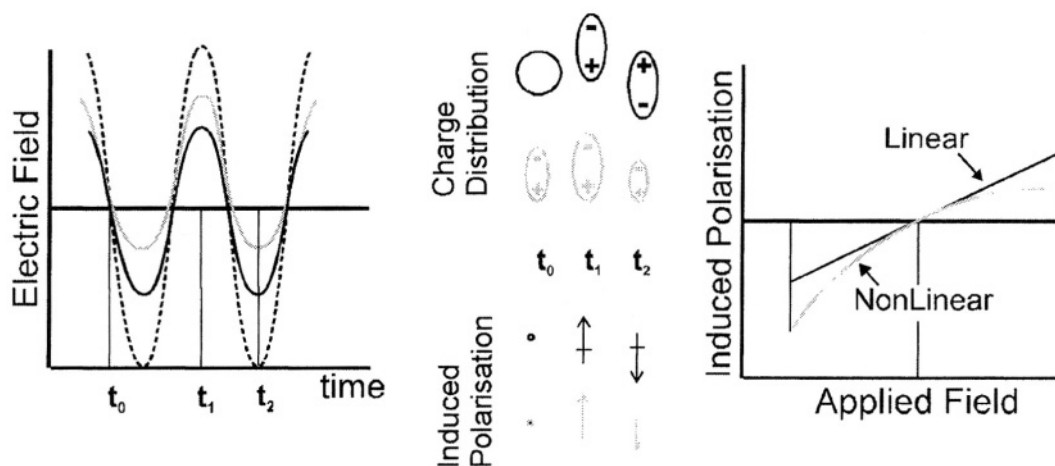 Electric Field
time
t₀ t₁ t₂
Charge
Distribution
- + + -
+ - -
- - -
+ + +
t₀ t₁ t₂
Induced
Polarisation
Induced Polarisation
Linear
NonLinear
Applied Field